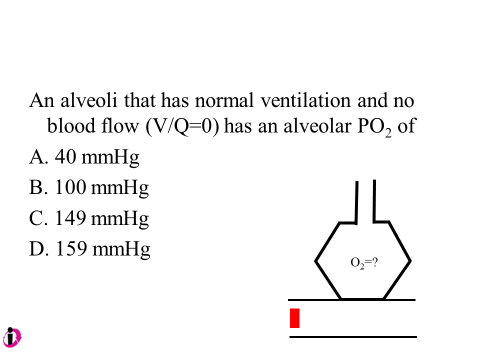 An alveoli that has normal ventilation and no
blood flow (V/Q=0) has an alveolar PO₂ of
A. 40 mmHg
B. 100 mmHg
C. 149 mmHg
D. 159 mmHg
O₂=?